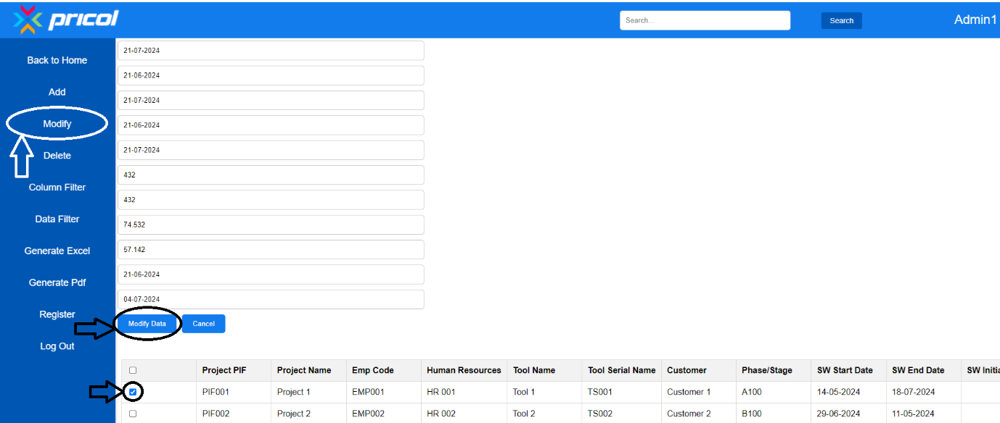 pricol
Search...
Search
Admin1
Back to Home
Add
Modify
Delete
Column Filter
Data Filter
Generate Excel
Generate Pdf
Register
Log Out
21-07-2024
21-06-2024
21-07-2024
21-06-2024
21-07-2024
432
432
74.532
57.142
21-06-2024
04-07-2024
Modify Data Cancel
Project PIF Project Name Emp Code Human Resources Tool Name Tool Serial Name Customer Phase/Stage SW Start Date SW End Date SW Initia
PIF001 Project 1 EMP001 HR 001 Tool 1 TS001 Customer 1 A100 14-05-2024 18-07-2024
PIF002 Project 2 EMP002 HR 002 Tool 2 TS002 Customer 2 B100 29-06-2024 11-05-2024